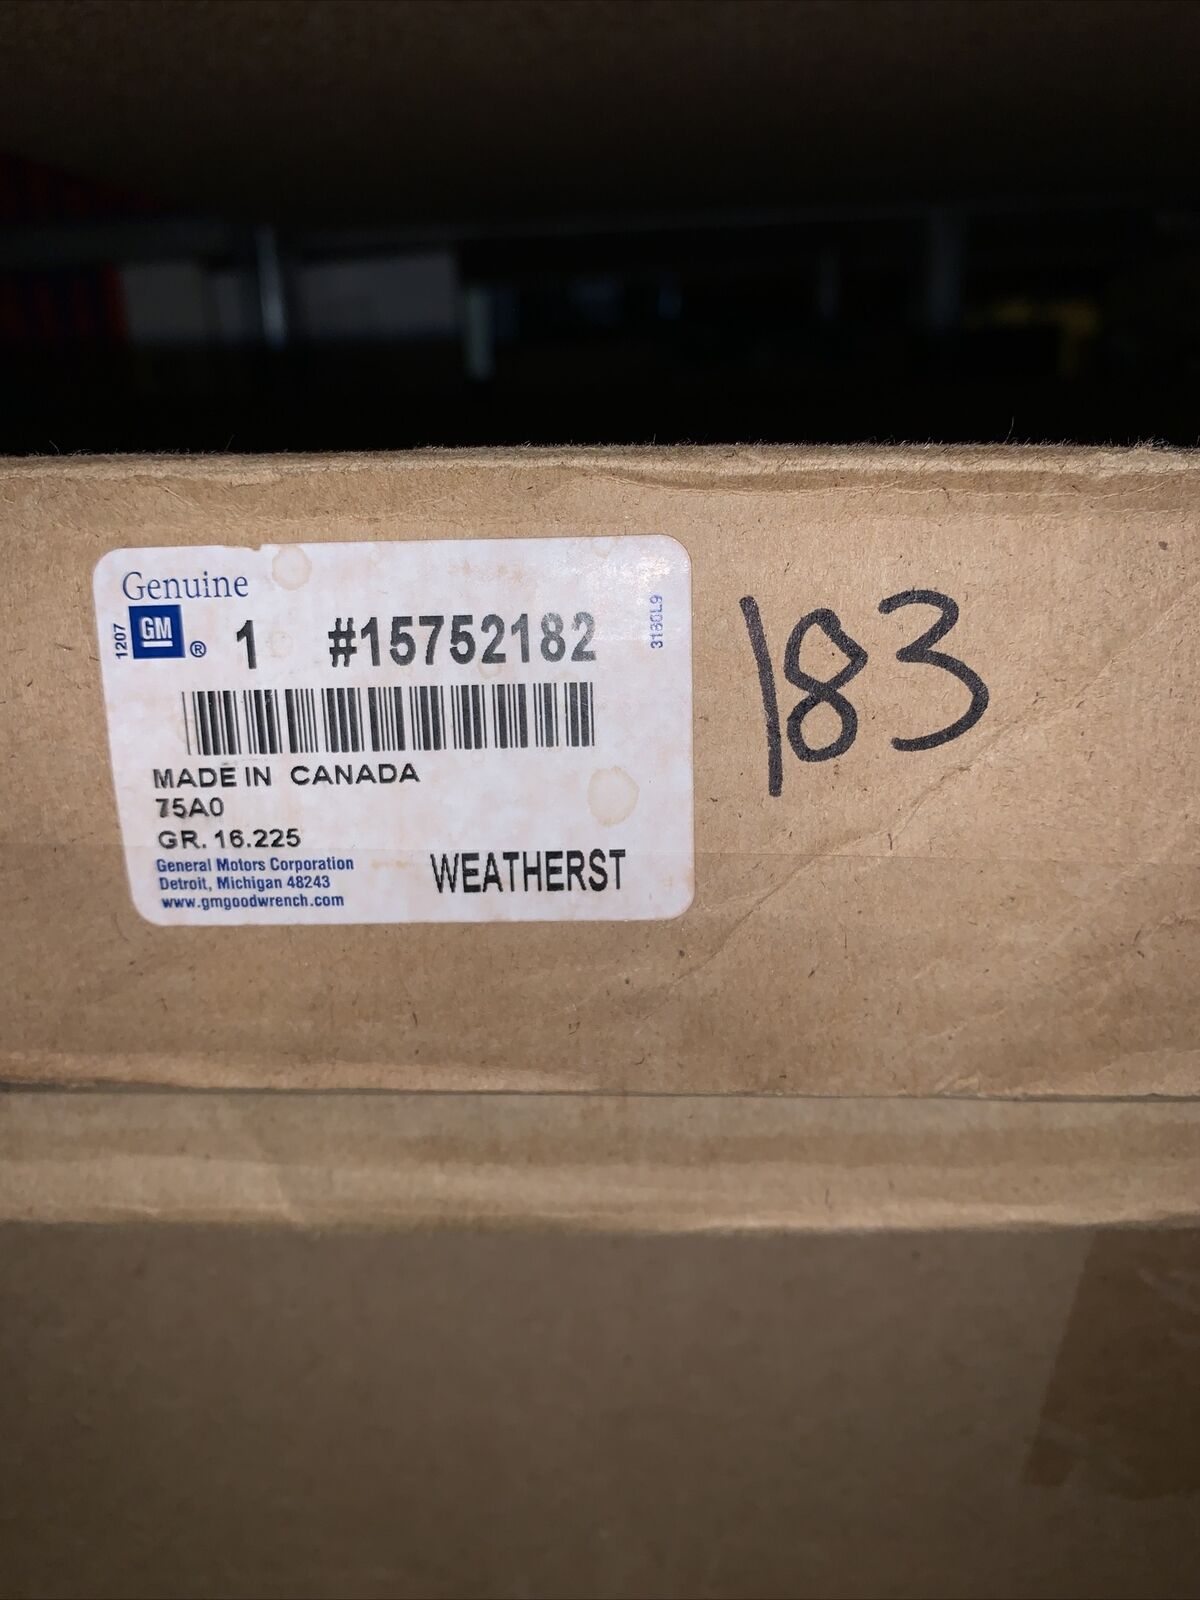 Genuine
GM ®
1207
1 #15752182
3160L9
MADE IN CANADA
75A0
GR. 16.225
General Motors Corporation
Detroit, Michigan 48243
www.gmgoodwrench.com
WEATHERST
183